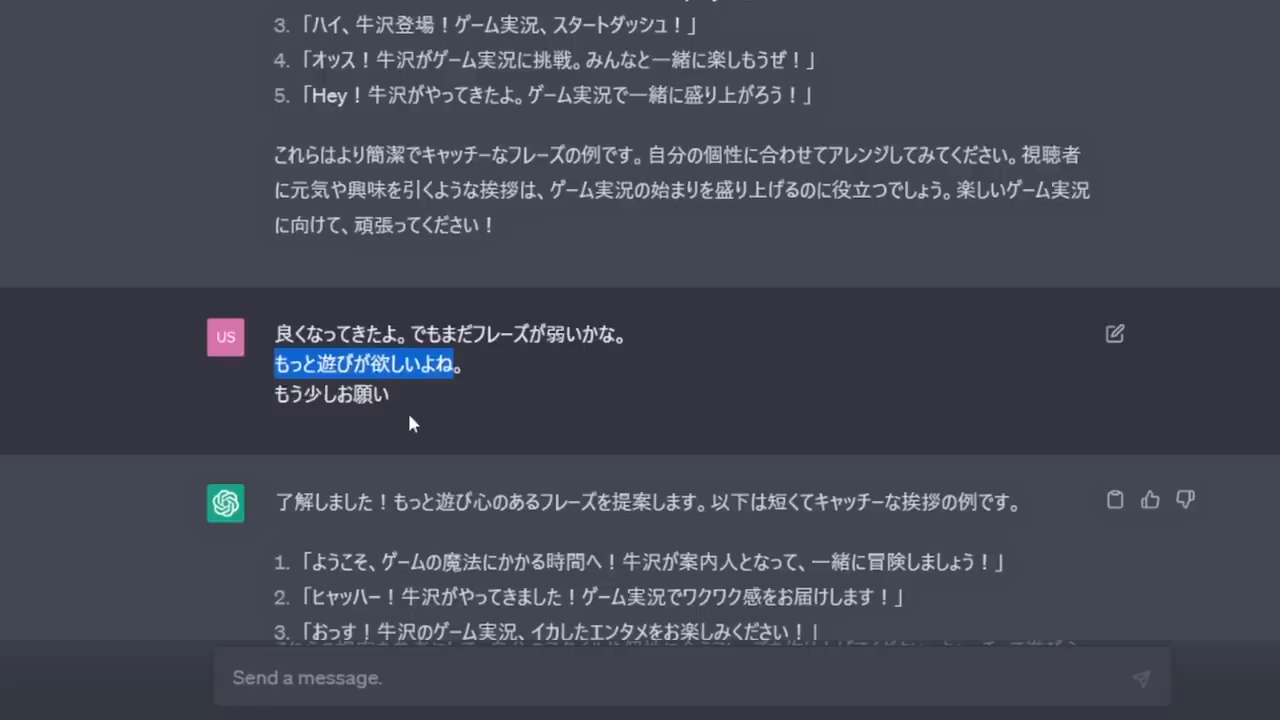 3. 「ハイ、牛沢登場！ゲーム実況、スタートダッシュ！」
4. 「オッス！牛沢がゲーム実況に挑戦。みんなと一緒に楽しもうぜ！」
5. 「Hey！牛沢がやってきたよ。ゲーム実況で一緒に盛り上がろう！」
これらはより簡潔でキャッチーなフレーズの例です。自分の個性に合わせてアレンジしてみてください。視聴者
に元気や興味を引くような挨拶は、ゲーム実況の始まりを盛り上げるのに役立つでしょう。楽しいゲーム実況
に向けて、頑張ってください！
US
良くなってきたよ。でもまだフレーズが弱いかな。
もっと遊びが欲しいよね。
もう少しお願い
了解しました！もっと遊び心のあるフレーズを提案します。以下は短くてキャッチーな挨拶の例です。
1. 「ようこそ、ゲームの魔法にかかる時間へ！牛沢が案内人となって、一緒に冒険しましょう！」
2. 「ヒャッハー！牛沢がやってきました！ゲーム実況でワクワク感をお届けします！」
3. 「おっす！牛沢のゲーム実況、イカしたエンタメをお楽しみください！」
Send a message.